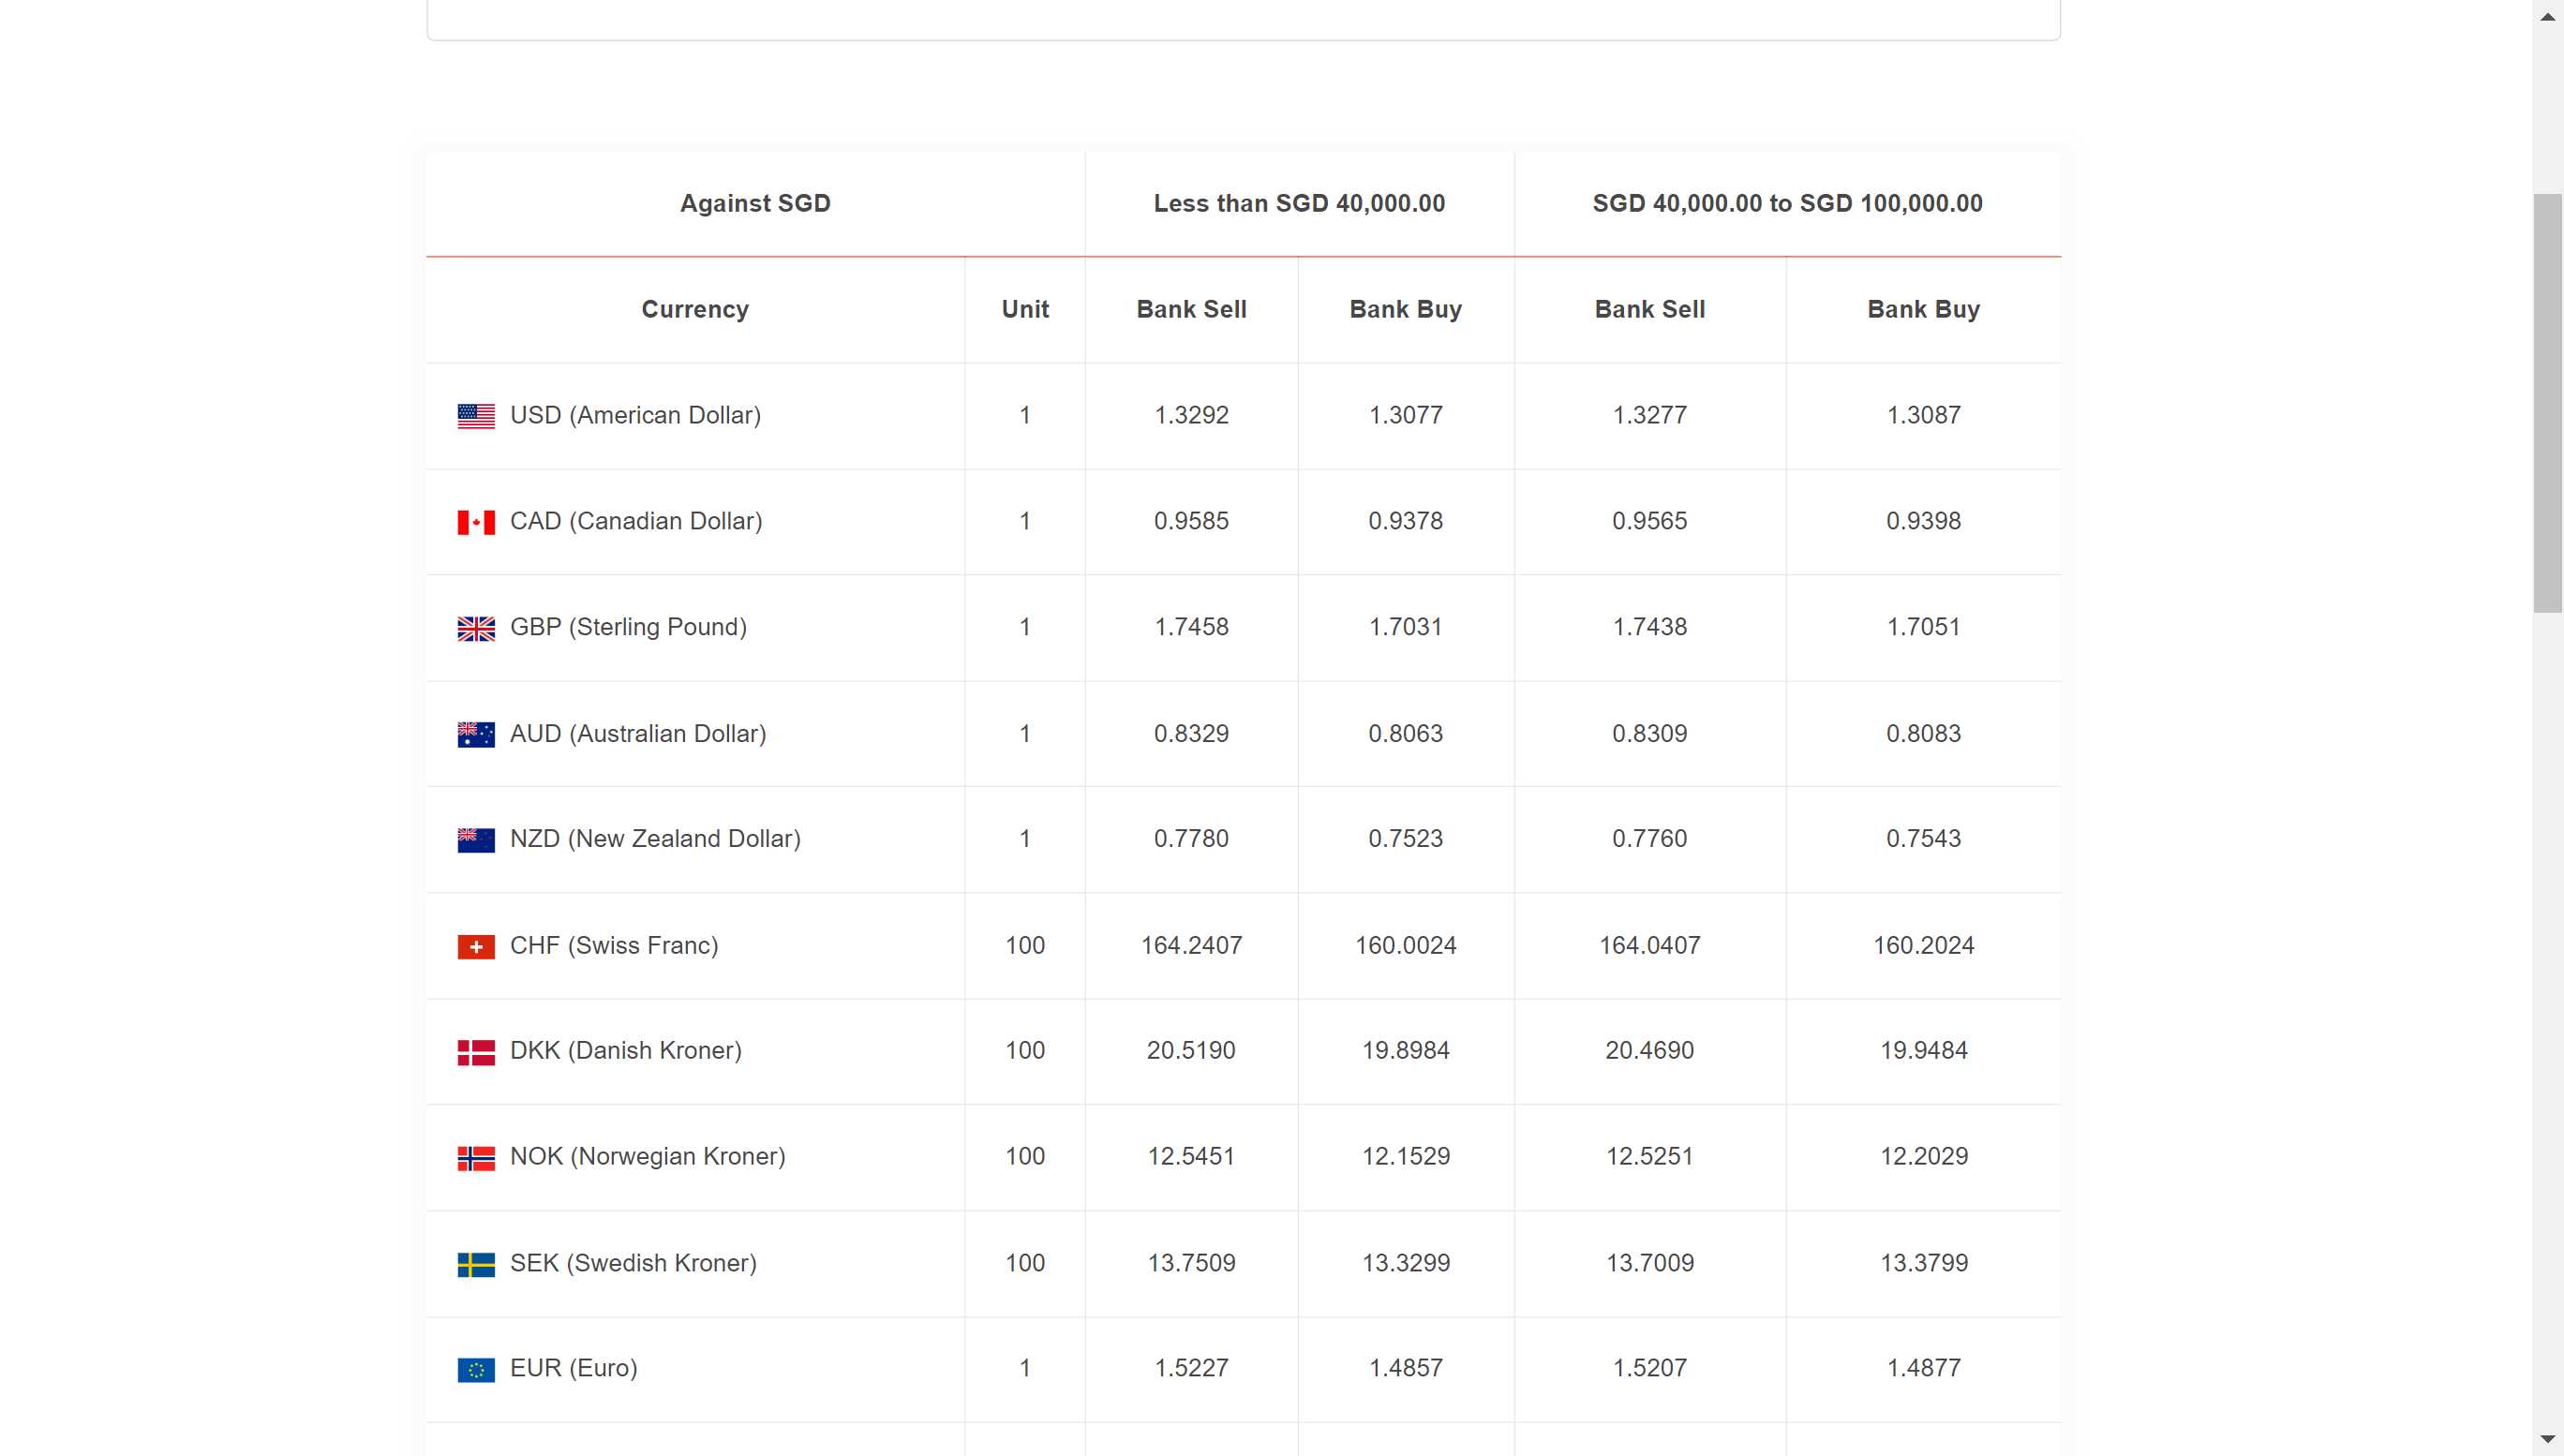 Against SGD Less than SGD 40,000.00 SGD 40,000.00 to SGD 100,000.00
Currency Unit Bank Sell Bank Buy Bank Sell Bank Buy
USD (American Dollar) 1 1.3292 1.3077 1.3277 1.3087
CAD (Canadian Dollar) 1 0.9585 0.9378 0.9565 0.9398
GBP (Sterling Pound) 1 1.7458 1.7031 1.7438 1.7051
AUD (Australian Dollar) 1 0.8329 0.8063 0.8309 0.8083
NZD (New Zealand Dollar) 1 0.7780 0.7523 0.7760 0.7543
CHF (Swiss Franc) 100 164.2407 160.0024 164.0407 160.2024
DKK (Danish Kroner) 100 20.5190 19.8984 20.4690 19.9484
NOK (Norwegian Kroner) 100 12.5451 12.1529 12.5251 12.2029
SEK (Swedish Kroner) 100 13.7509 13.3299 13.7009 13.3799
EUR (Euro) 1 1.5227 1.4857 1.5207 1.4877